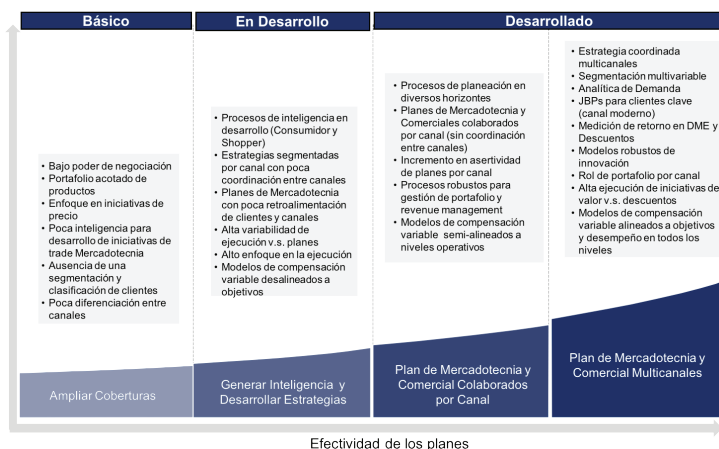 Básico
En Desarrollo
Desarrollado
• Bajo poder de negociación
• Portafolio acotado de
productos
• Enfoque en iniciativas de
precio
• Poca inteligencia para
desarrollo de iniciativas de
trade Mercadotecnia
• Ausencia de una
segmentación y
clasificación de clientes
• Poca diferenciación entre
canales
• Procesos de inteligencia en
desarrollo (Consumidor y
Shopper)
• Estrategias segmentadas
por canal con poca
coordinación entre canales
• Planes de Mercadotecnia
con poca retroalimentación
de clientes y canales
• Alta variabilidad de
ejecución v.s. planes
• Alto enfoque en la ejecución
• Modelos de compensación
variable desalineados a
objetivos
• Procesos de planeación en
diversos horizontes
• Planes de Mercadotecnia y
Comerciales colaborados
por canal (sin coordinación
entre canales)
• Incremento en asertividad
de planes por canal
• Procesos robustos para
gestión de portafolio y
revenue management
• Modelos de compensación
variable semi-alineados a
niveles operativos
• Estrategia coordinada
multicanales
• Segmentación multivariable
• Analítica de Demanda
• JBPs para clientes clave
(canal moderno)
• Medición de retorno en DME y
Descuentos
• Modelos robustos de
innovación
• Rol de portafolio por canal
• Alta ejecución de iniciativas de
valor v.s. descuentos
• Modelos de compensación
variable alineados a objetivos
y desempeño en todos los
niveles
Ampliar Coberturas
Generar Inteligencia y
Desarrollar Estrategias
Plan de Mercadotecnia y
Comercial Colaborados
por Canal
Plan de Mercadotecnia y
Comercial Multicanales
Efectividad de los planes